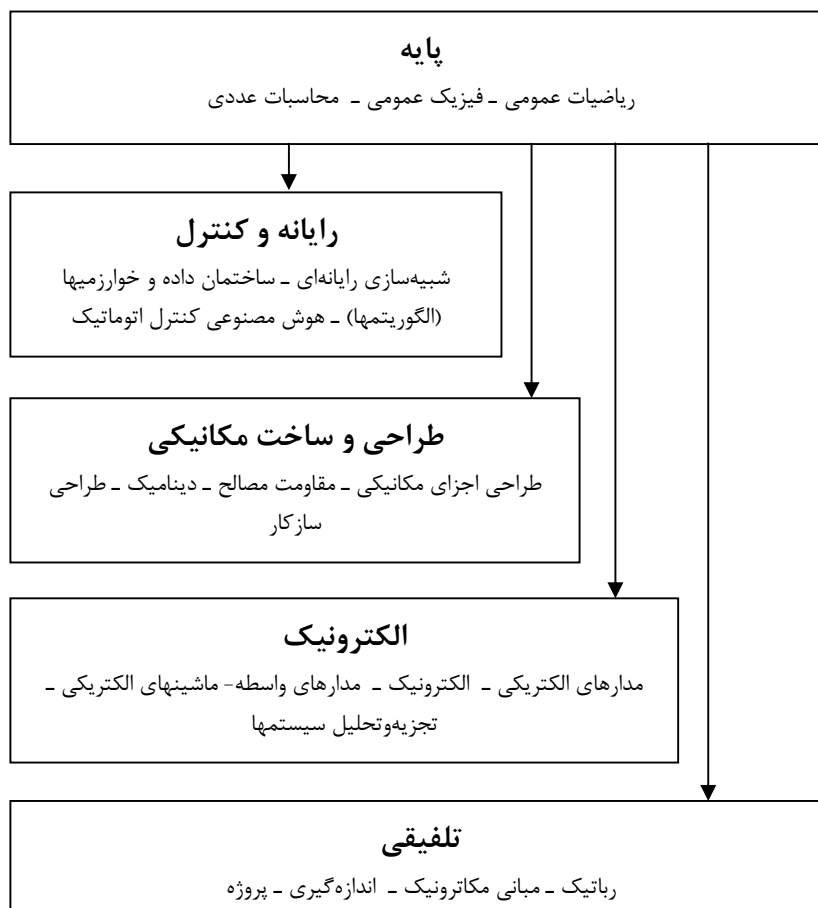 پایه
ریاضیات عمومی ـ فیزیک عمومی ـ محاسبات عددی
رایانه و کنترل
شبیه‌سازی رایانه‌ای ـ ساختمان داده و خوارزمیها
(الگوریتمها) ـ هوش مصنوعی کنترل اتوماتیک
طراحی و ساخت مکانیکی
طراحی اجزای مکانیکی ـ مقاومت مصالح ـ دینامیک ـ طراحی
سازکار
الکترونیک
مدارهای الکتریکی ـ الکترونیک ـ مدارهای واسطه- ماشینهای الکتریکی ـ
تجزیه‌وتحلیل سیستمها
تلفیقی
رباتیک ـ مبانی مکاترونیک ـ اندازه‌گیری ـ پروژه